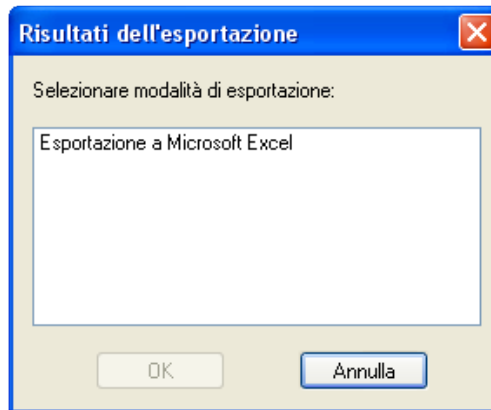 Risultati dell'esportazione
Selezionare modalità di esportazione:
Esportazione a Microsoft Excel
OK
Annulla